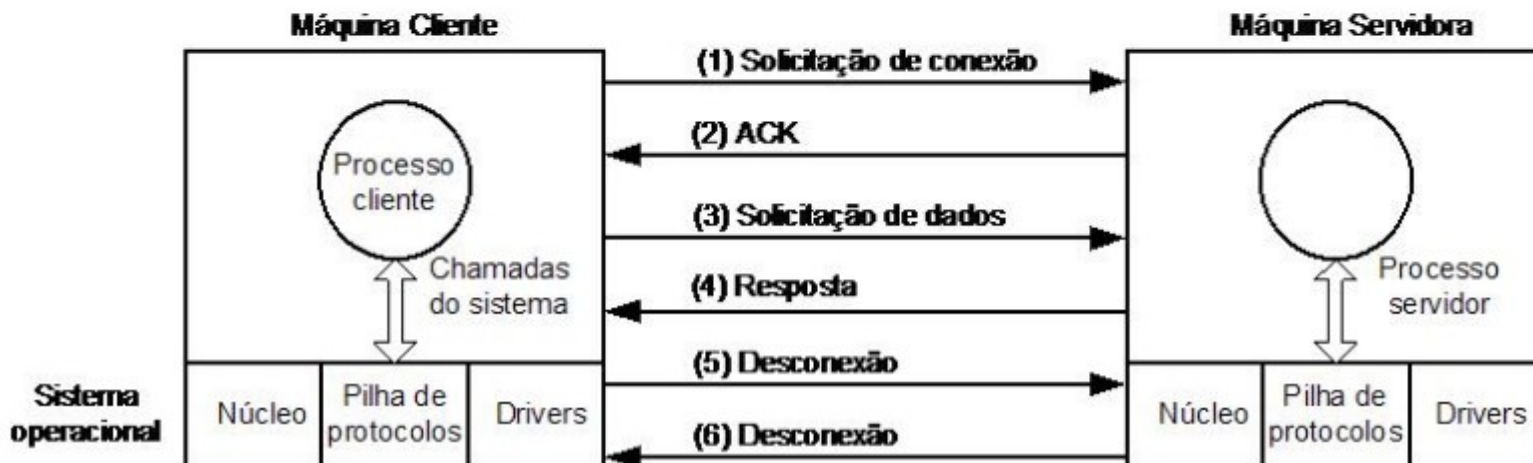 Máquina Cliente
Máquina Servidora
(1) Solicitação de conexão
(2) ACK
Processo
cliente
(3) Solicitação de dados
Chamadas
do sistema
(4) Resposta
Processo
servidor
(5) Desconexão
Sistema
operacional
Núcleo
Pilha de
protocolos
Drivers
(6) Desconexão
Núcleo
Pilha de
protocolos
Drivers